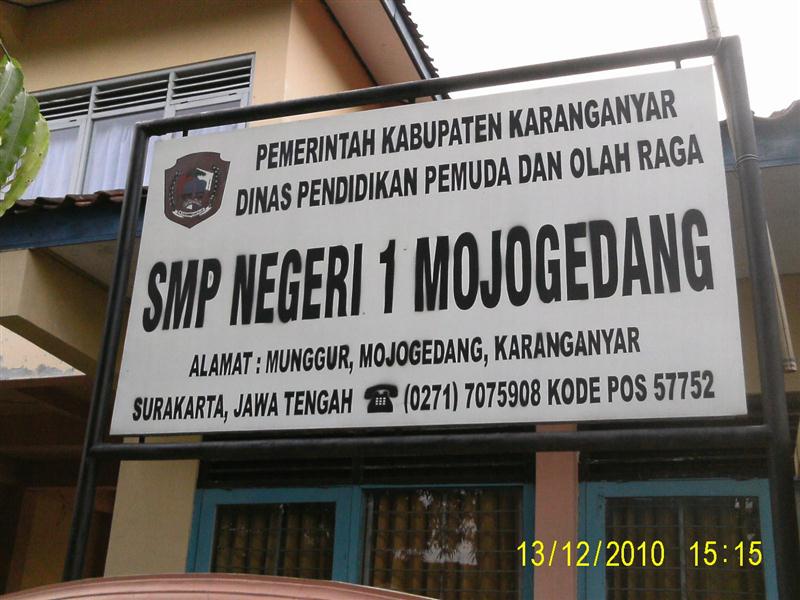 PEMERINTAH KABUPATEN KARANGANYAR
DINAS PENDIDIKAN PEMUDA DAN OLAH RAGA
SMP NEGERI 1 MOJOGEDANG
ALAMAT : MUNGGUR, MOJOGEDANG, KARANGANYAR
SURAKARTA, JAWA TENGAH ☎ (0271) 7075908 KODE POS 57752
13/12/2010 15:15